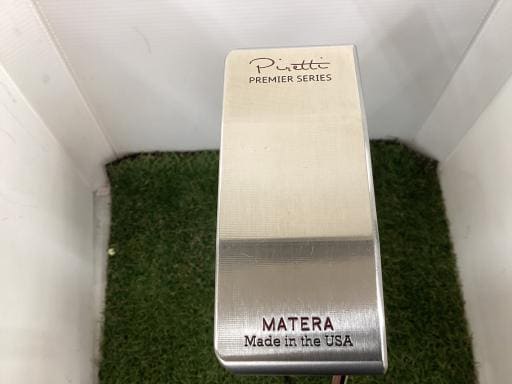 Piretti
PREMIER SERIES
MATERA
Made in the USA